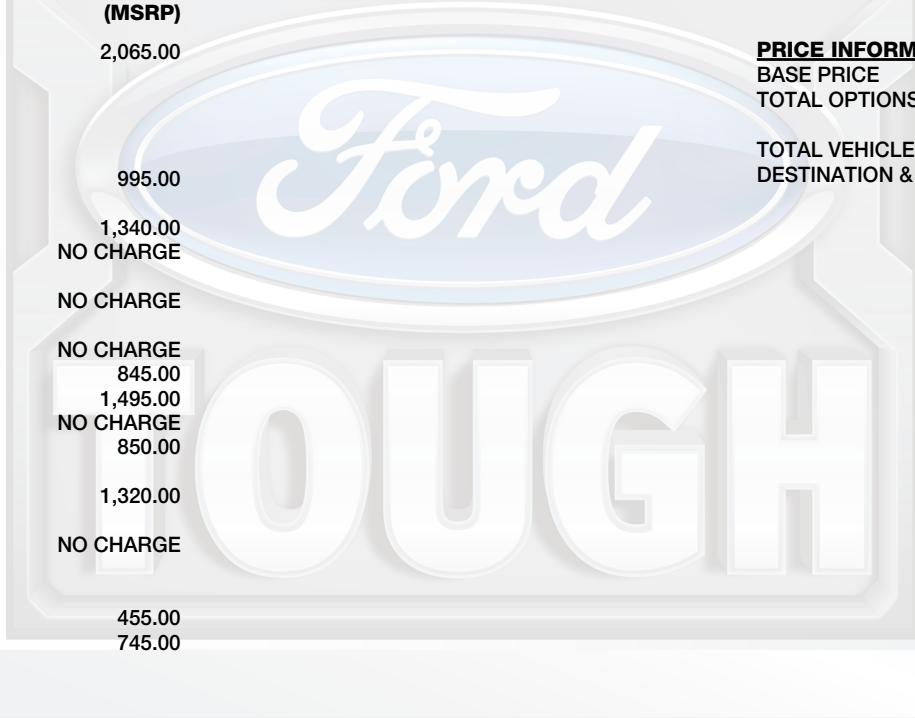 (MSRP)
2,065.00
995.00
1,340.00
NO CHARGE
NO CHARGE
NO CHARGE
845.00
1,495.00
NO CHARGE
850.00
1,320.00
NO CHARGE
455.00
745.00
PRICE INFORM
BASE PRICE
TOTAL OPTIONS
TOTAL VEHICLE
DESTINATION &
Ford
TOUGH